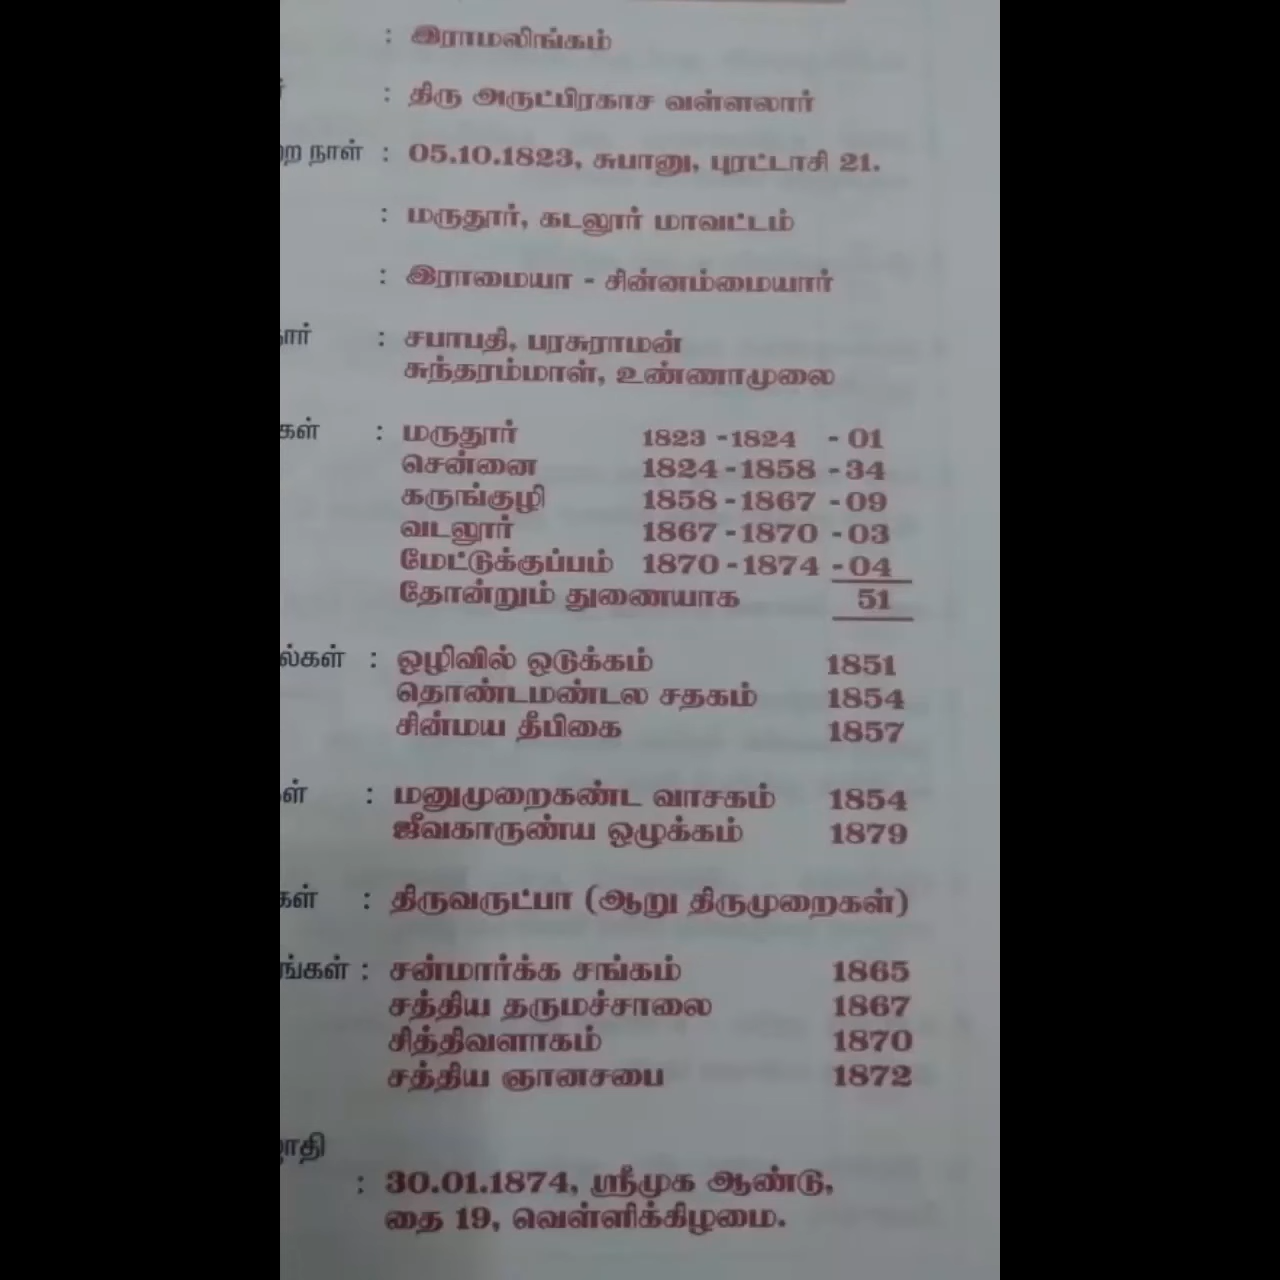 : இராமலிங்கம்
: திரு அருட்பிரகாச வள்ளலார்
நாள் : 05.10.1823, சுபானு, புரட்டாசி 21.
: மருதூர், கடலூர் மாவட்டம்
: இராமையா - சின்னம்மையார்
: சபாபதி, பரசுராமன்
சுந்தரம்மாள், உண்ணாமுலை
கள் : மருதூர் 1823 -1824 - 01
சென்னை 1824 -1858 - 34
கருங்குழி 1858 -1867 - 09
வடலூர் 1867 -1870 - 03
மேட்டுக்குப்பம் 1870 -1874 - 04
தோன்றும் துணையாக 51
ல்கள் : ஒழிவில் ஒடுக்கம் 1851
தொண்டமண்டல சதகம் 1854
சின்மய தீபிகை 1857
: மனுமுறைகண்ட வாசகம் 1854
ஜீவகாருண்ய ஒழுக்கம் 1879
கள் : திருவருட்பா (ஆறு திருமுறைகள்)
ங்கள் : சன்மார்க்க சங்கம் 1865
சத்திய தருமச்சாலை 1867
சித்திவளாகம் 1870
சத்திய ஞானசபை 1872
: 30.01.1874, ஸ்ரீமுக ஆண்டு,
தை 19, வெள்ளிக்கிழமை.